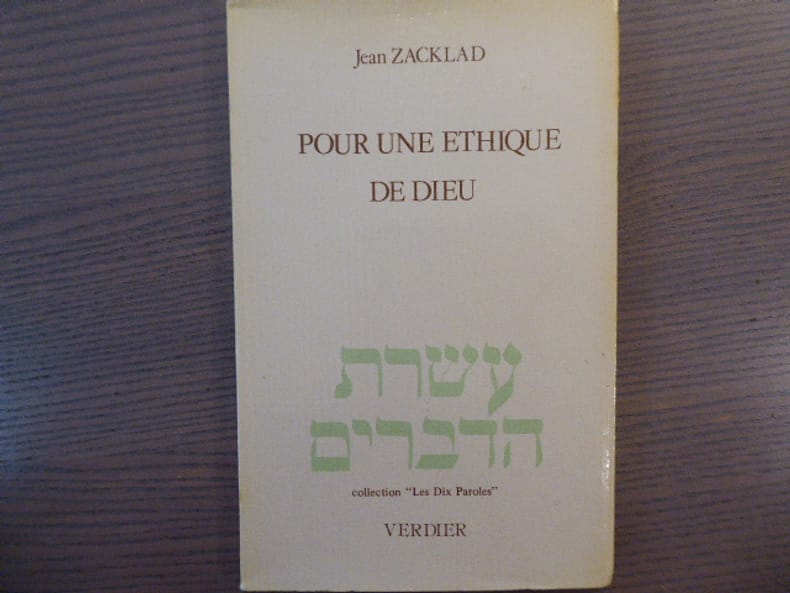 Jean ZACKLAD
POUR UNE ETHIQUE
DE DIEU
עשרת
הדברים
collection "Les Dix Paroles"
VERDIER